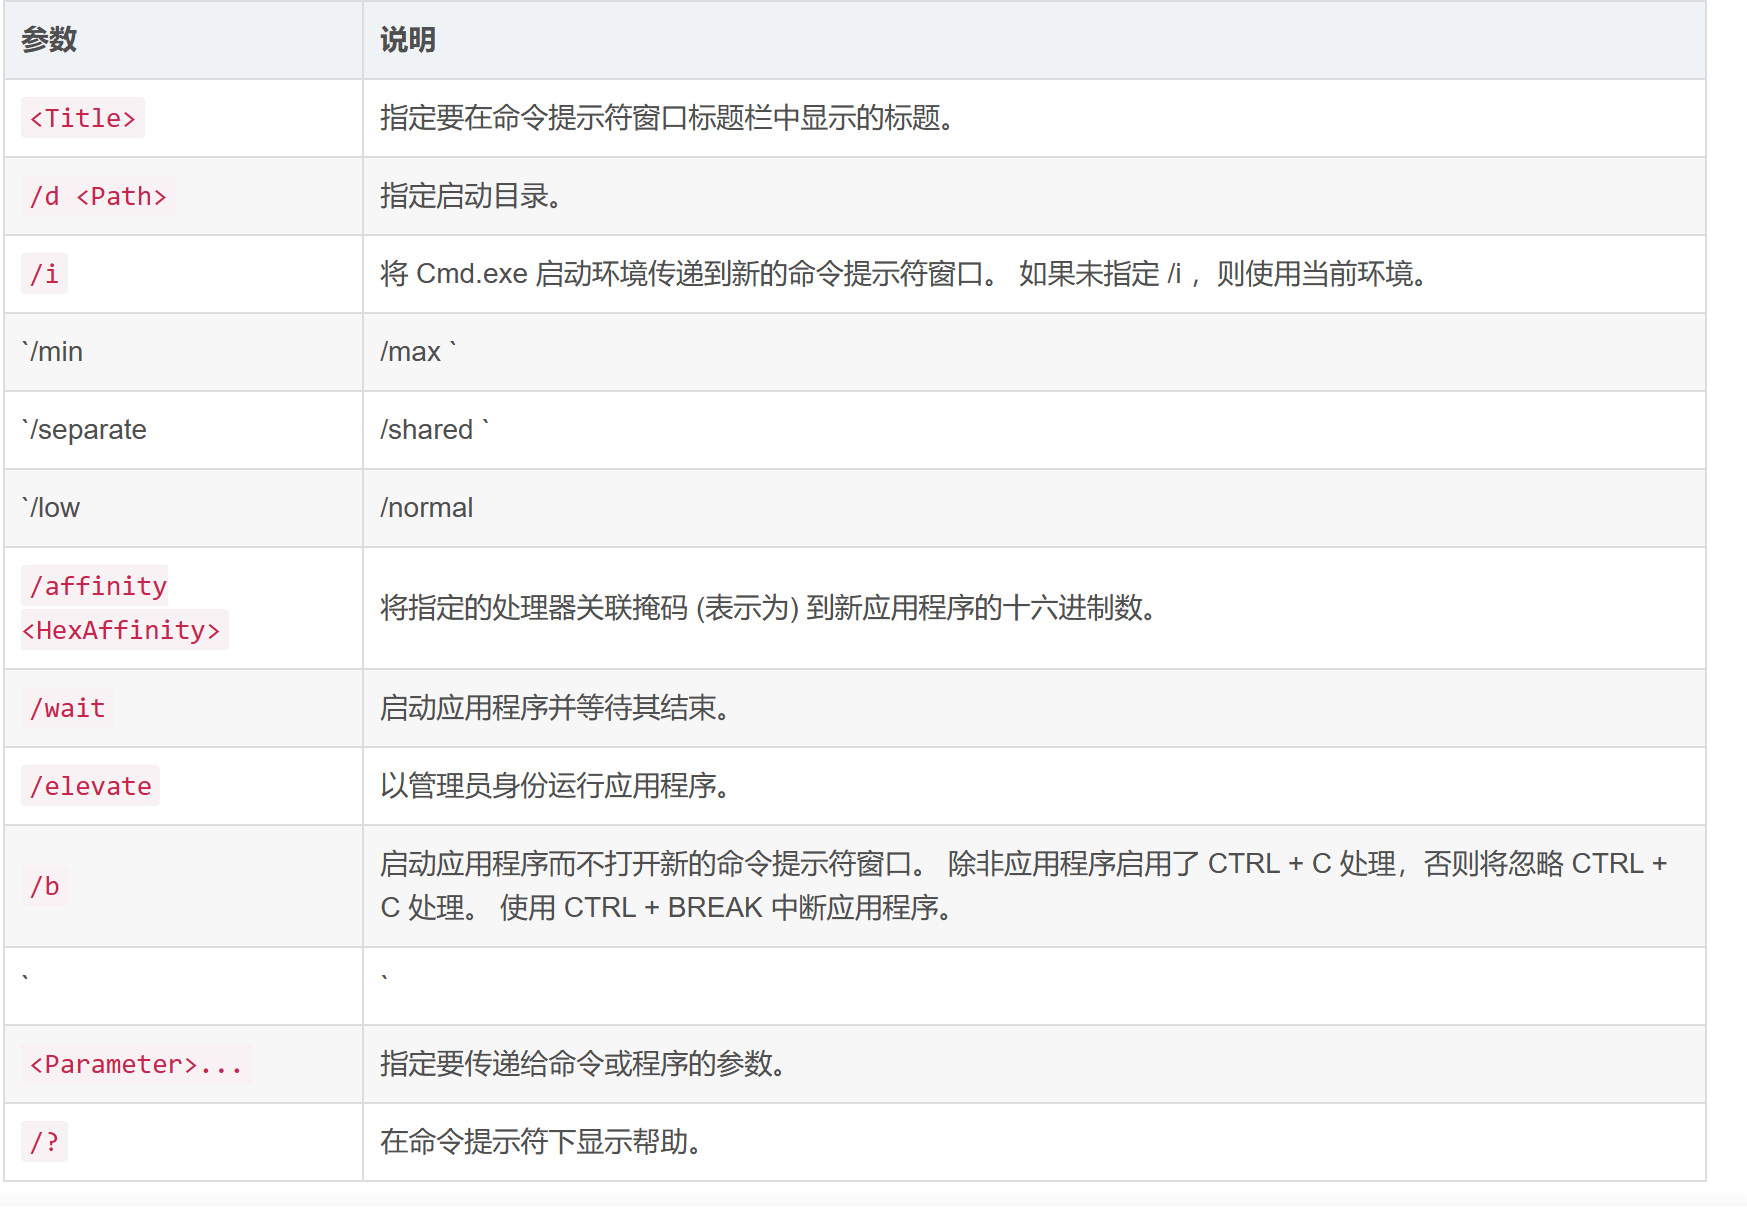 参数 说明
<Title> 指定要在命令提示符窗口标题栏中显示的标题。
/d <Path> 指定启动目录。
/i 将 Cmd.exe 启动环境传递到新的命令提示符窗口。 如果未指定 /i ，则使用当前环境。
`/min /max `
`/separate /shared `
`/low /normal
/affinity
<HexAffinity> 将指定的处理器关联掩码 (表示为) 到新应用程序的十六进制数。
/wait 启动应用程序并等待其结束。
/elevate 以管理员身份运行应用程序。
/b 启动应用程序而不打开新的命令提示符窗口。 除非应用程序启用了 CTRL + C 处理，否则将忽略 CTRL +
C 处理。 使用 CTRL + BREAK 中断应用程序。
` `
<Parameter>... 指定要传递给命令或程序的参数。
/? 在命令提示符下显示帮助。